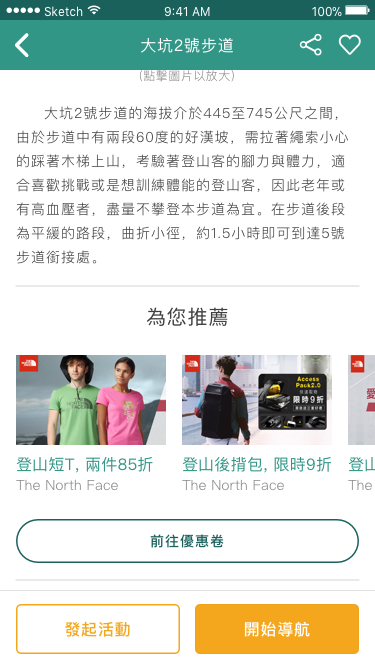 Sketch 9:41 AM 100%
大坑2號步道
(點擊圖片以放大)
大坑2號步道的海拔介於445至745公尺之間，
由於步道中有兩段60度的好漢坡，需拉著繩索小心
的踩著木梯上山，考驗著登山客的腳力與體力，適
合喜歡挑戰或是想訓練體能的登山客，因此老年或
有高血壓者，盡量不攀登本步道為宜。在步道後段
為平緩的路段，曲折小徑，約1.5小時即可到達5號
步道銜接處。
為您推薦
Access
Pack2.0
限時9折
登山短T, 兩件85折
登山後揹包, 限時9折
登山
The North Face
The North Face
The
前往優惠卷
發起活動
開始導航